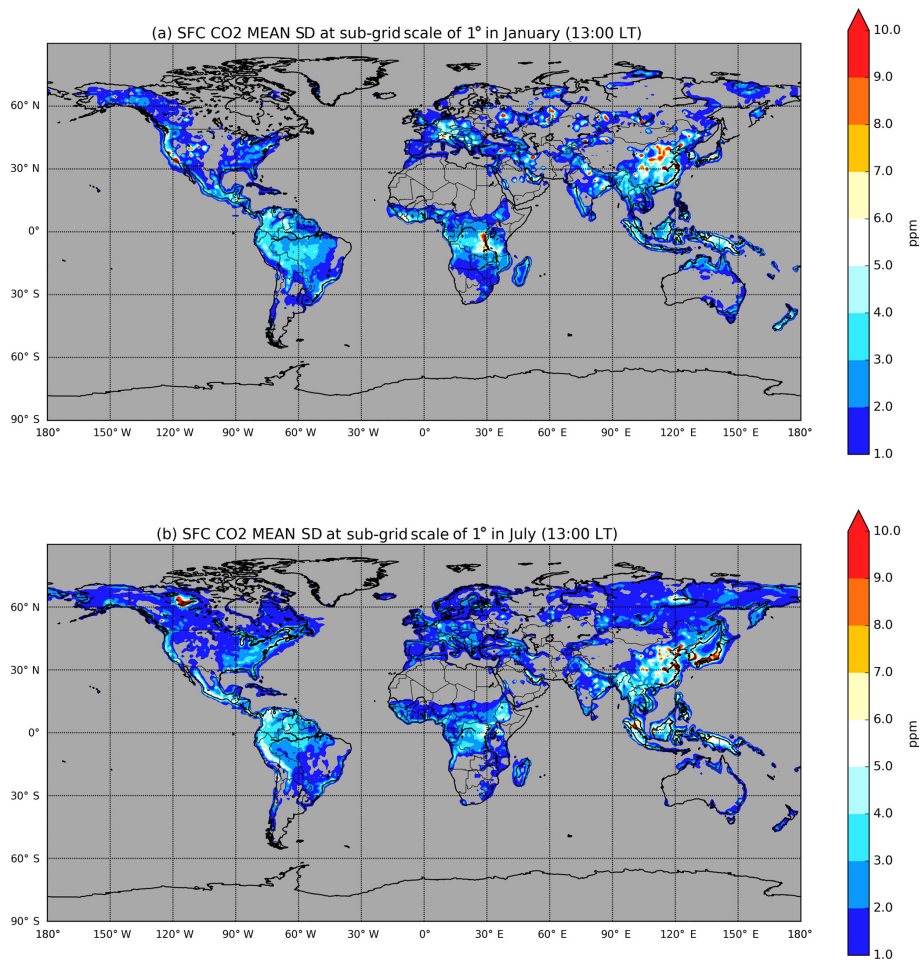 (a) SFC CO2 MEAN SD at sub-grid scale of 1° in January (13:00 LT)
60° N
30° N
0°
30° S
60° S
90° S
180° 150° W 120° W 90° W 60° W 30° W 0° 30° E 60° E 90° E 120° E 150° E 180°
10.0
9.0
8.0
7.0
6.0
5.0
4.0
3.0
2.0
1.0
ppm
(b) SFC CO2 MEAN SD at sub-grid scale of 1° in July (13:00 LT)
60° N
30° N
0°
30° S
60° S
90° S
180° 150° W 120° W 90° W 60° W 30° W 0° 30° E 60° E 90° E 120° E 150° E 180°
10.0
9.0
8.0
7.0
6.0
5.0
4.0
3.0
2.0
1.0
ppm